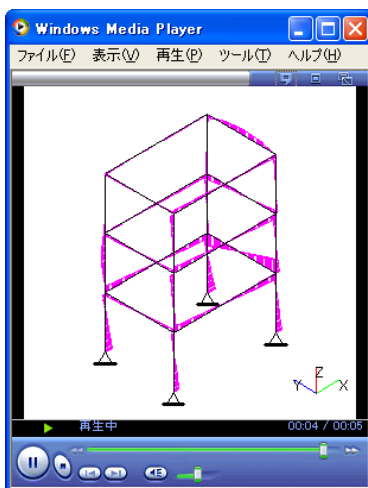 Windows Media Player
ファイル(F) 表示(V) 再生(P) ツール(T) ヘルプ(H)
Z
Y X
再生中 00:04 / 00:05